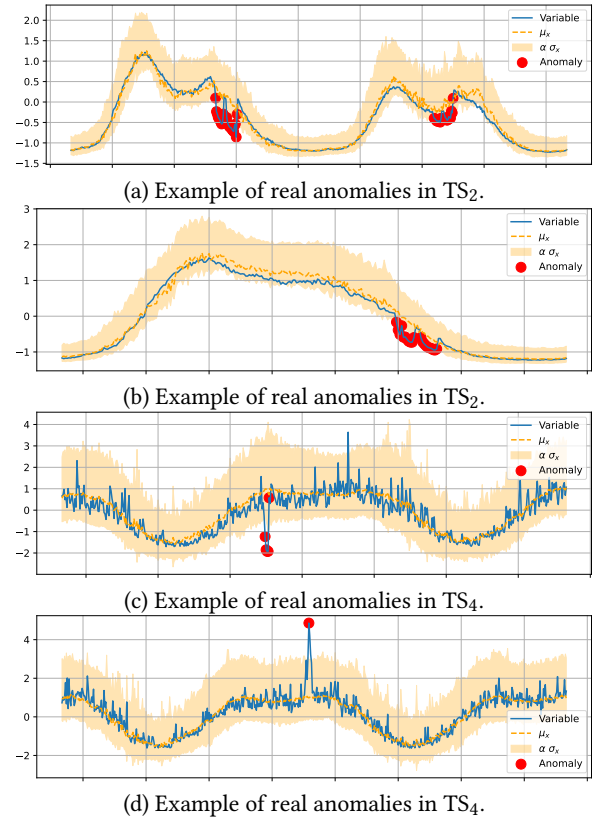 2.0
1.5
1.0
0.5
0.0
−0.5
−1.0
−1.5
Variable
μₓ
α σₓ
Anomaly
(a) Example of real anomalies in TS₂.
3
2
1
0
−1
Variable
μₓ
α σₓ
Anomaly
(b) Example of real anomalies in TS₂.
4
3
2
1
0
−1
−2
Variable
μₓ
α σₓ
Anomaly
(c) Example of real anomalies in TS₄.
4
2
0
−2
Variable
μₓ
α σₓ
Anomaly
(d) Example of real anomalies in TS₄.